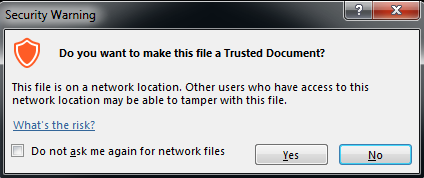 Security Warning
Do you want to make this file a Trusted Document?
This file is on a network location. Other users who have access to this
network location may be able to tamper with this file.
What's the risk?
Do not ask me again for network files
Yes
No